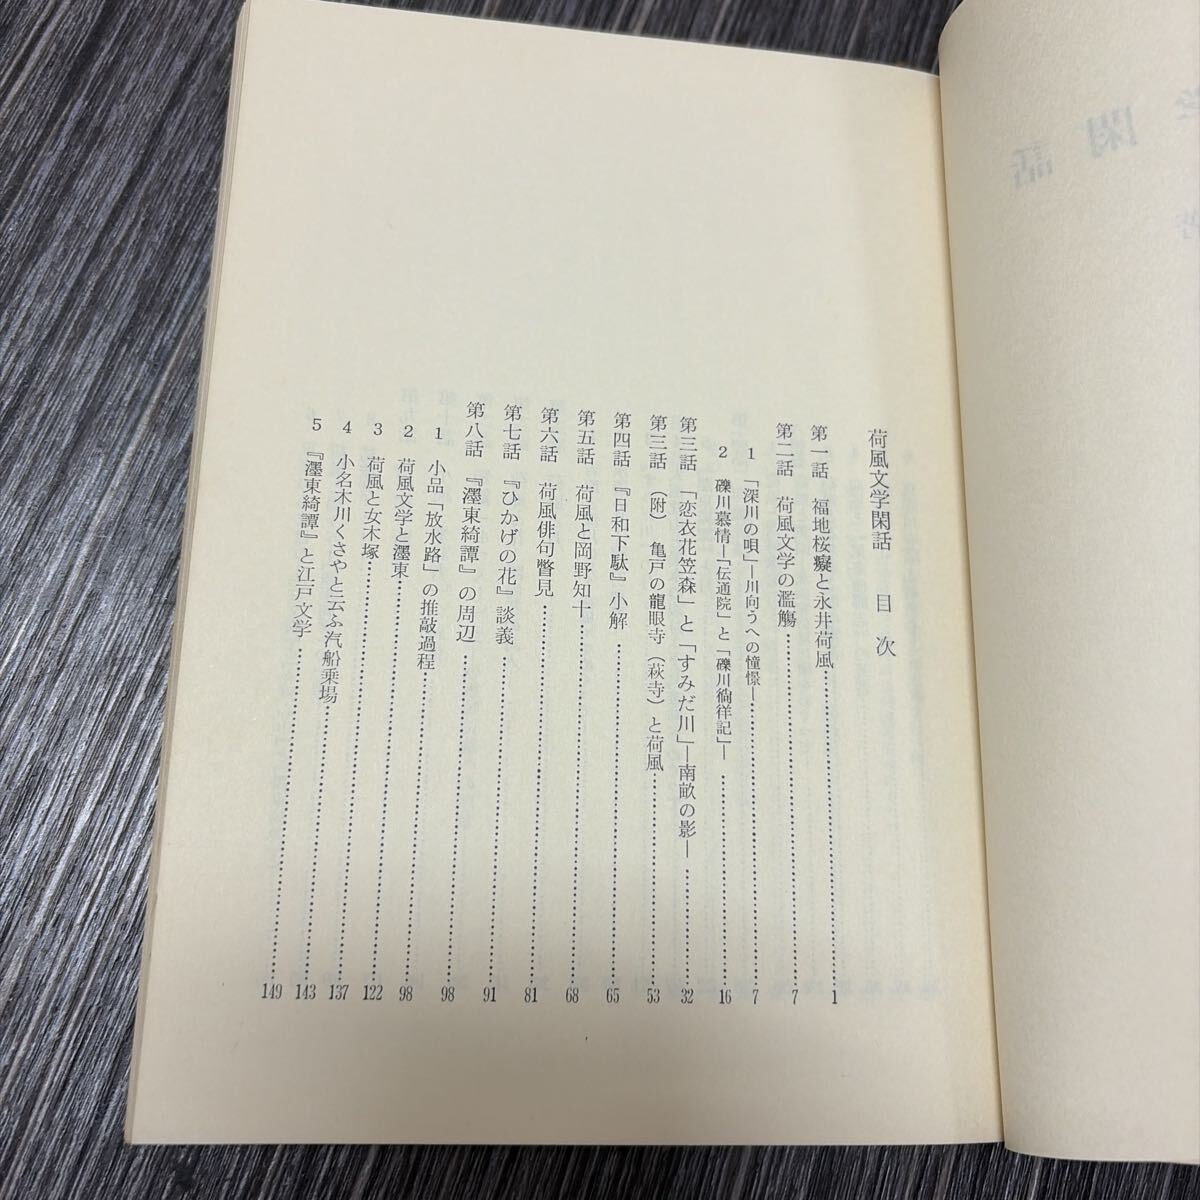 荷風文学閑話　目次
第一話　福地桜癡と永井荷風……1
第二話　荷風文学の濫觴……7
1　「深川の唄」―川向うへの憧憬―……7
2　礫川慕情―「伝通院」と「礫川徜徉記」―……16
第三話　「恋衣花笠森」と「すみだ川」―南畝の影―……32
第三話（附）　亀戸の龍眼寺（萩寺）と荷風……53
第四話　『日和下駄』小解……65
第五話　荷風と岡野知十……68
第六話　荷風俳句瞥見……81
第七話　『ひかげの花』談義……91
第八話　『濹東綺譚』の周辺……98
1　小品「放水路」の推敲過程……98
2　荷風文学と濹東……122
3　荷風と女木塚……137
4　小名木川くさやと云ふ汽船乗場……143
5　『濹東綺譚』と江戸文学……149